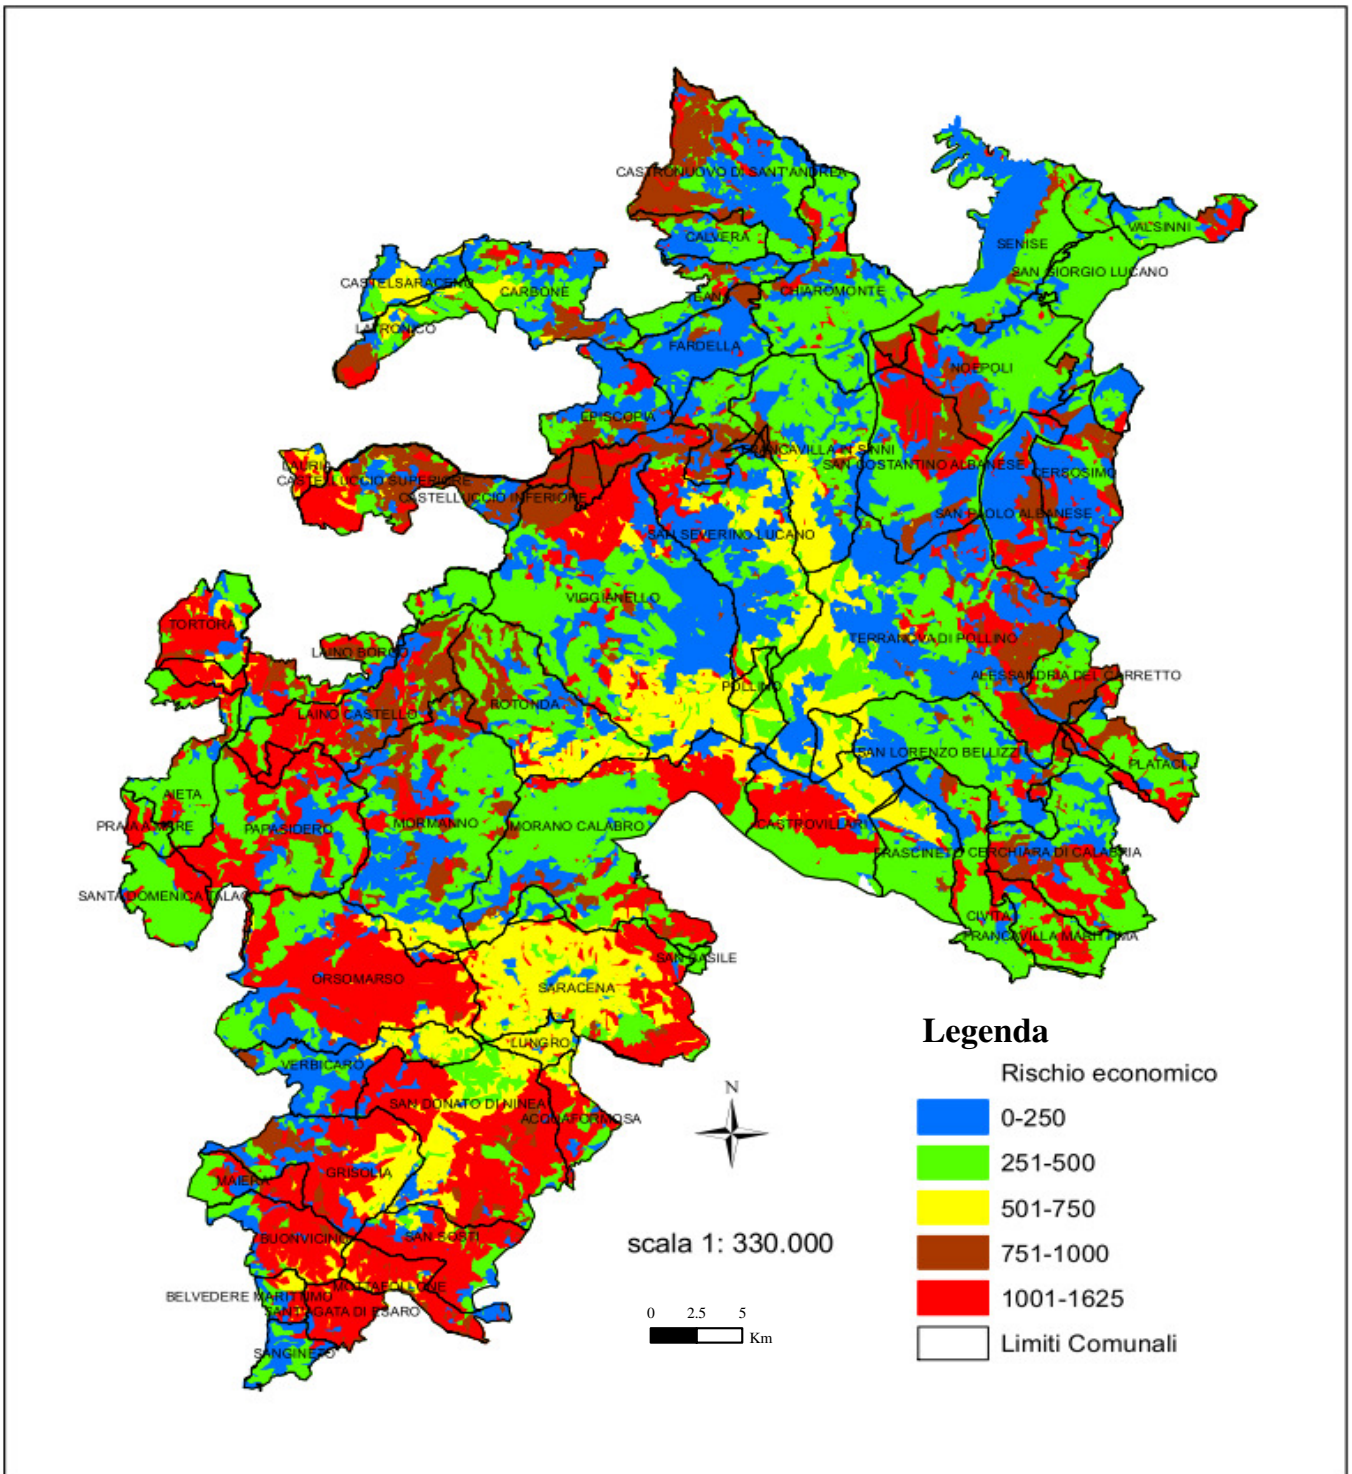 CASTRONUOVO DI SANT'ANDREA
CALVERA
SENISE
VALSINNI
SAN GIORGIO LUCANO
CASTELSARACENO
CARBONE
TEANA
CHIAROMONTE
LATRONICO
FARDELLA
NOEPOLI
EPISCOPIA
FRANCAVILLA IN SINNI
SAN COSTANTINO ALBANESE
CERSOSIMO
LAURIA
CASTELLUCCIO SUPERIORE
CASTELLUCCIO INFERIORE
SAN PAOLO ALBANESE
SAN SEVERINO LUCANO
VIGGIANELLO
TORTORA
TERRANOVA DI POLLINO
LAINO BORGO
ALESSANDRIA DEL CARRETTO
POLLINO
ROTONDA
LAINO CASTELLO
SAN LORENZO BELLIZZI
PLATACI
AIETA
PRAIA A MARE
PAPASIDERO
MORMANNO
MORANO CALABRO
CASTROVILLARI
FRASCINETO
CERCHIARA DI CALABRIA
SANTA DOMENICA TALAO
CIVITA
FRANCAVILLA MARITTIMA
SAN BASILE
ORSOMARSO
SARACENA
LUNGRO
VERBICARO
SAN DONATO DI NINEA
ACQUAFORMOSA
GRISOLIA
MAIERA'
BUONVICINO
SAN SOSTI
MOTTAFOLLONE
BELVEDERE MARITTIMO
SANT'AGATA DI ESARO
SANGINETO
Legenda
Rischio economico
0-250
251-500
501-750
751-1000
1001-1625
Limiti Comunali
N
scala 1: 330.000
0 2.5 5
Km